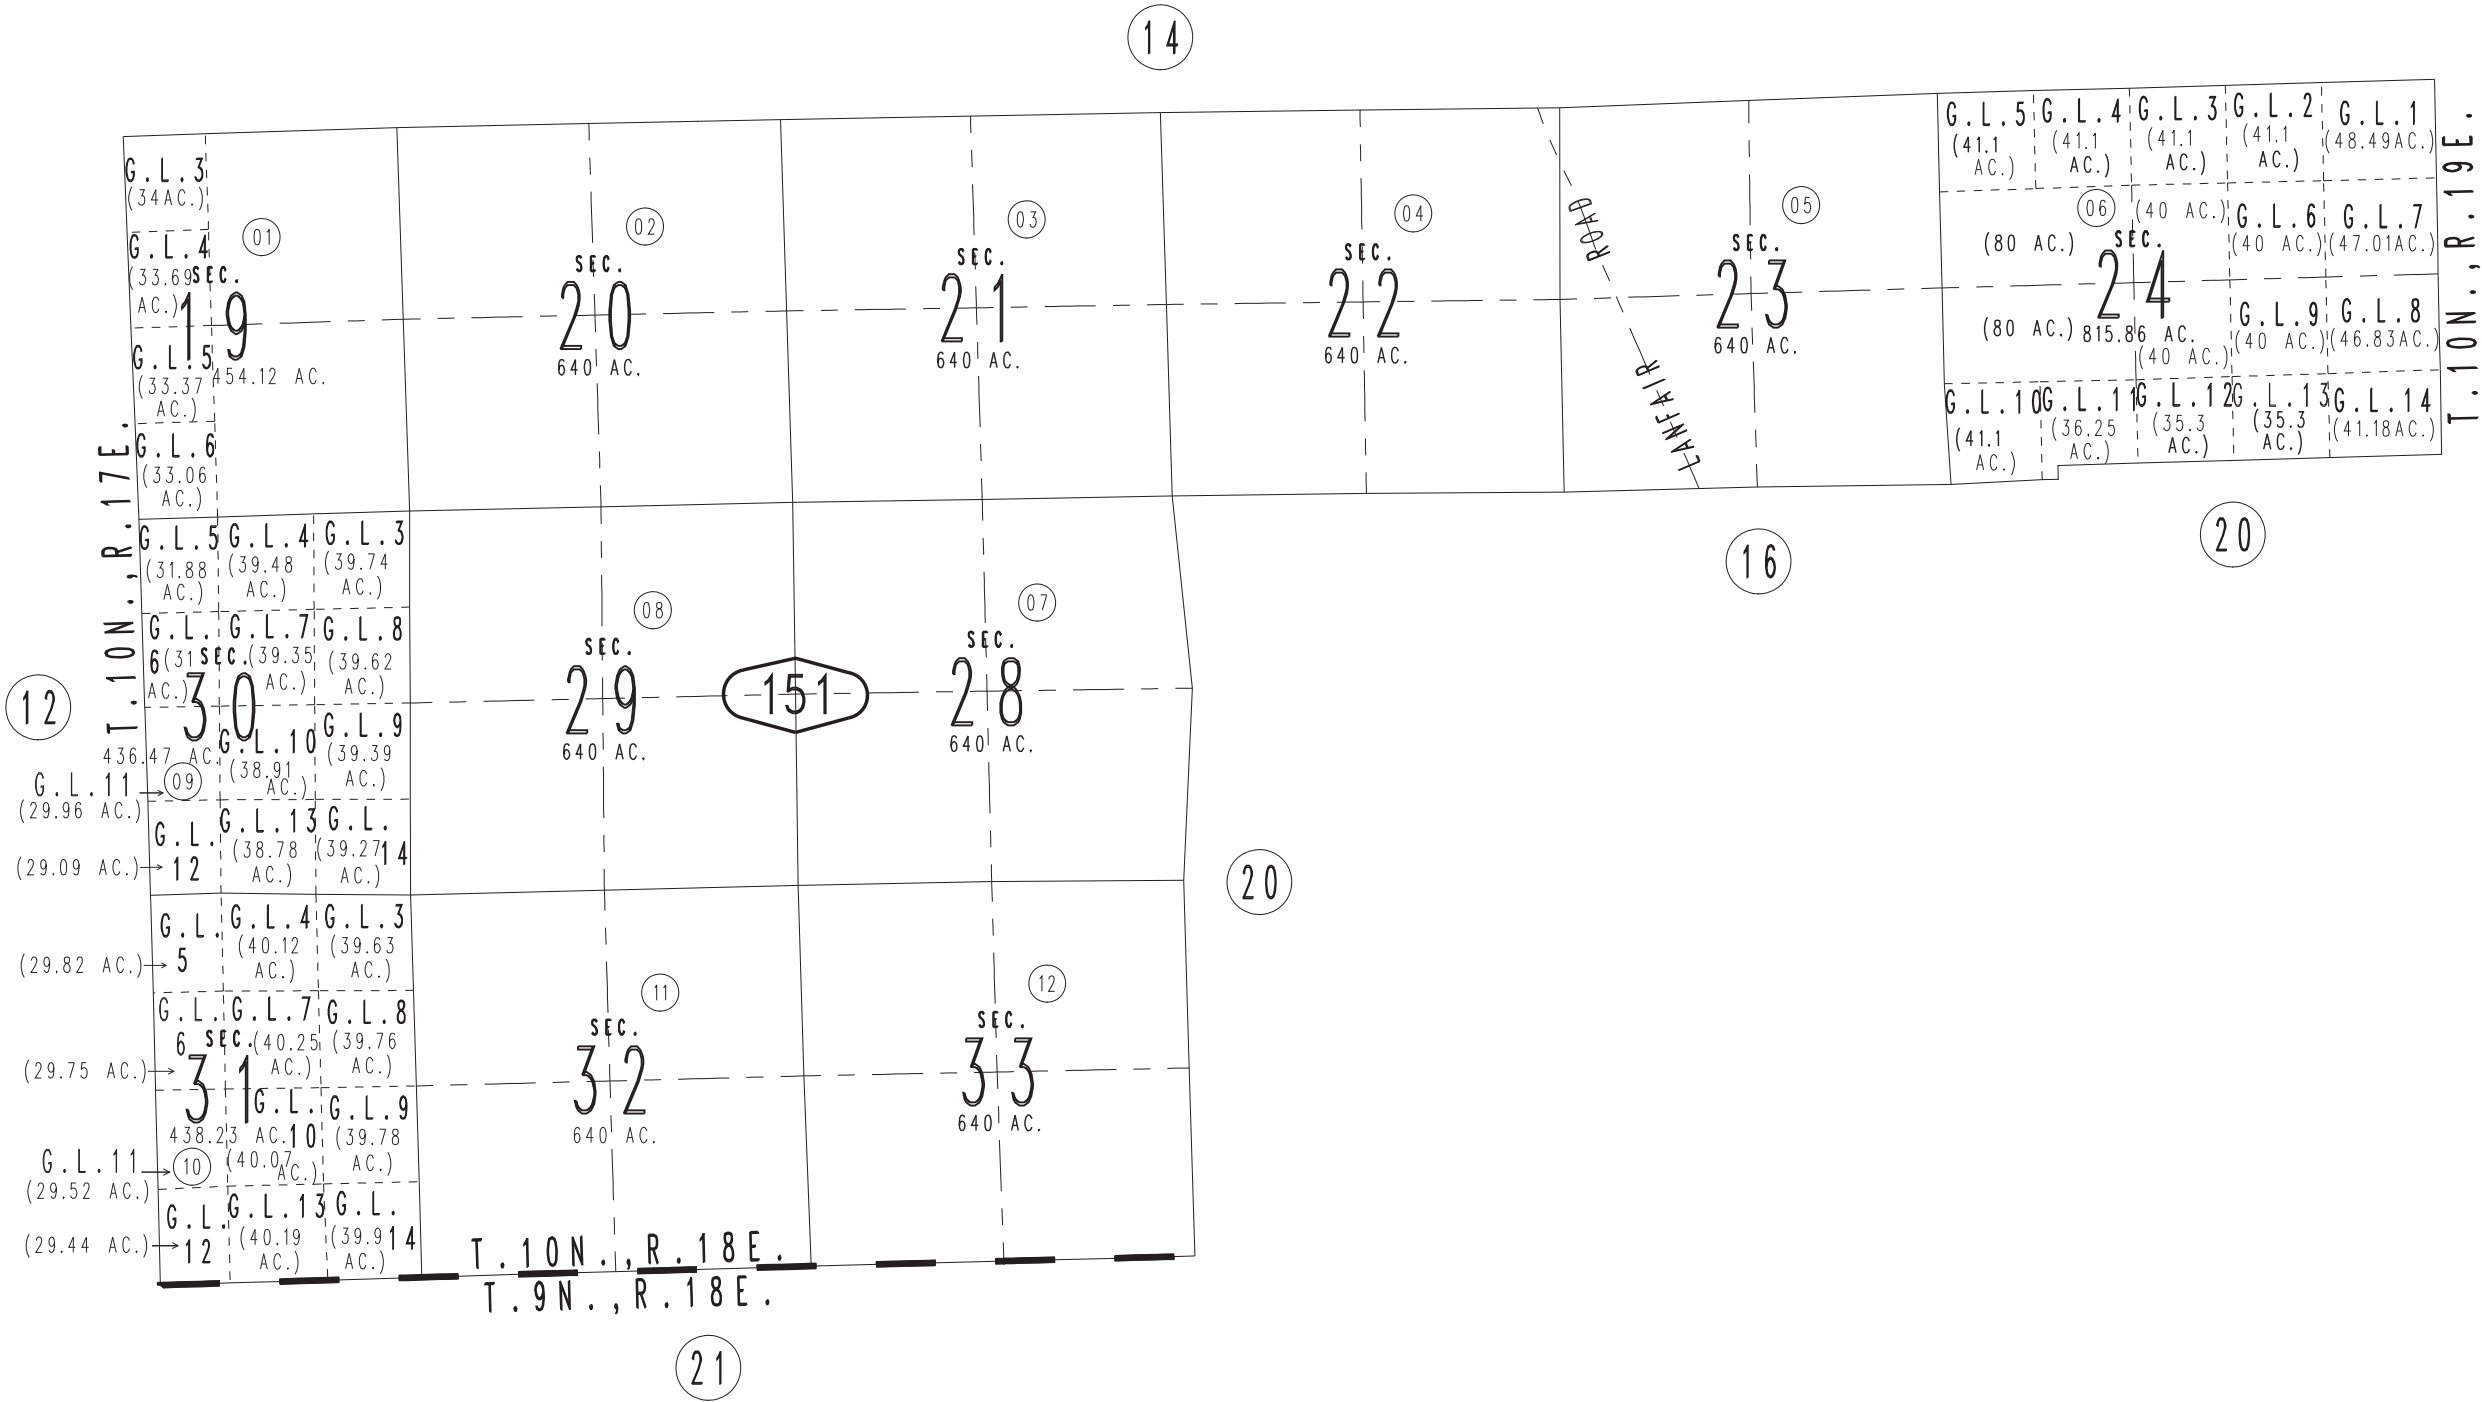 14
G.L.3
(34AC.)
G.L.4
(33.69
AC.)
G.L.5
(33.37
AC.)
G.L.6
(33.06
AC.)
01
SEC.
19
454.12 AC.
02
SEC.
20
640 AC.
03
SEC.
21
640 AC.
04
SEC.
22
640 AC.
LANFAIR ROAD
05
SEC.
23
640 AC.
G.L.5
(41.1
AC.)
G.L.4
(41.1
AC.)
G.L.3
(41.1
AC.)
G.L.2
(41.1
AC.)
G.L.1
(48.49AC.)
06
(80 AC.)
(40 AC.)
G.L.6
(40 AC.)
G.L.7
(47.01AC.)
SEC.
24
815.86 AC.
(80 AC.)
(40 AC.)
G.L.9
(40 AC.)
G.L.8
(46.83AC.)
G.L.10
(41.1
AC.)
G.L.11
(36.25
AC.)
G.L.12
(35.3
AC.)
G.L.13
(35.3
AC.)
G.L.14
(41.18AC.)
T.10N.,R.19E.
T.10N.,R.17E.
12
16
20
G.L.5
(31.88
AC.)
G.L.4
(39.48
AC.)
G.L.3
(39.74
AC.)
G.L.
6(31
AC.)
G.L.7
(39.35
AC.)
G.L.8
(39.62
AC.)
SEC.
30
436.47 AC.
09
G.L.11
(29.96 AC.)
G.L.10
(38.91
AC.)
G.L.9
(39.39
AC.)
G.L.
12
(29.09 AC.)
G.L.13
(38.78
AC.)
G.L.
14
(39.27
AC.)
08
SEC.
29
640 AC.
151
07
SEC.
28
640 AC.
20
G.L.
5
(29.82 AC.)
G.L.4
(40.12
AC.)
G.L.3
(39.63
AC.)
G.L.
6
(29.75 AC.)
G.L.7
(40.25
AC.)
G.L.8
(39.76
AC.)
SEC.
31
438.23 AC.
10
G.L.11
(29.52 AC.)
G.L.
10
(40.07
AC.)
G.L.9
(39.78
AC.)
G.L.
12
(29.44 AC.)
G.L.13
(40.19
AC.)
G.L.
14
(39.9
AC.)
11
SEC.
32
640 AC.
12
SEC.
33
640 AC.
T.10N.,R.18E.
T.9N.,R.18E.
21